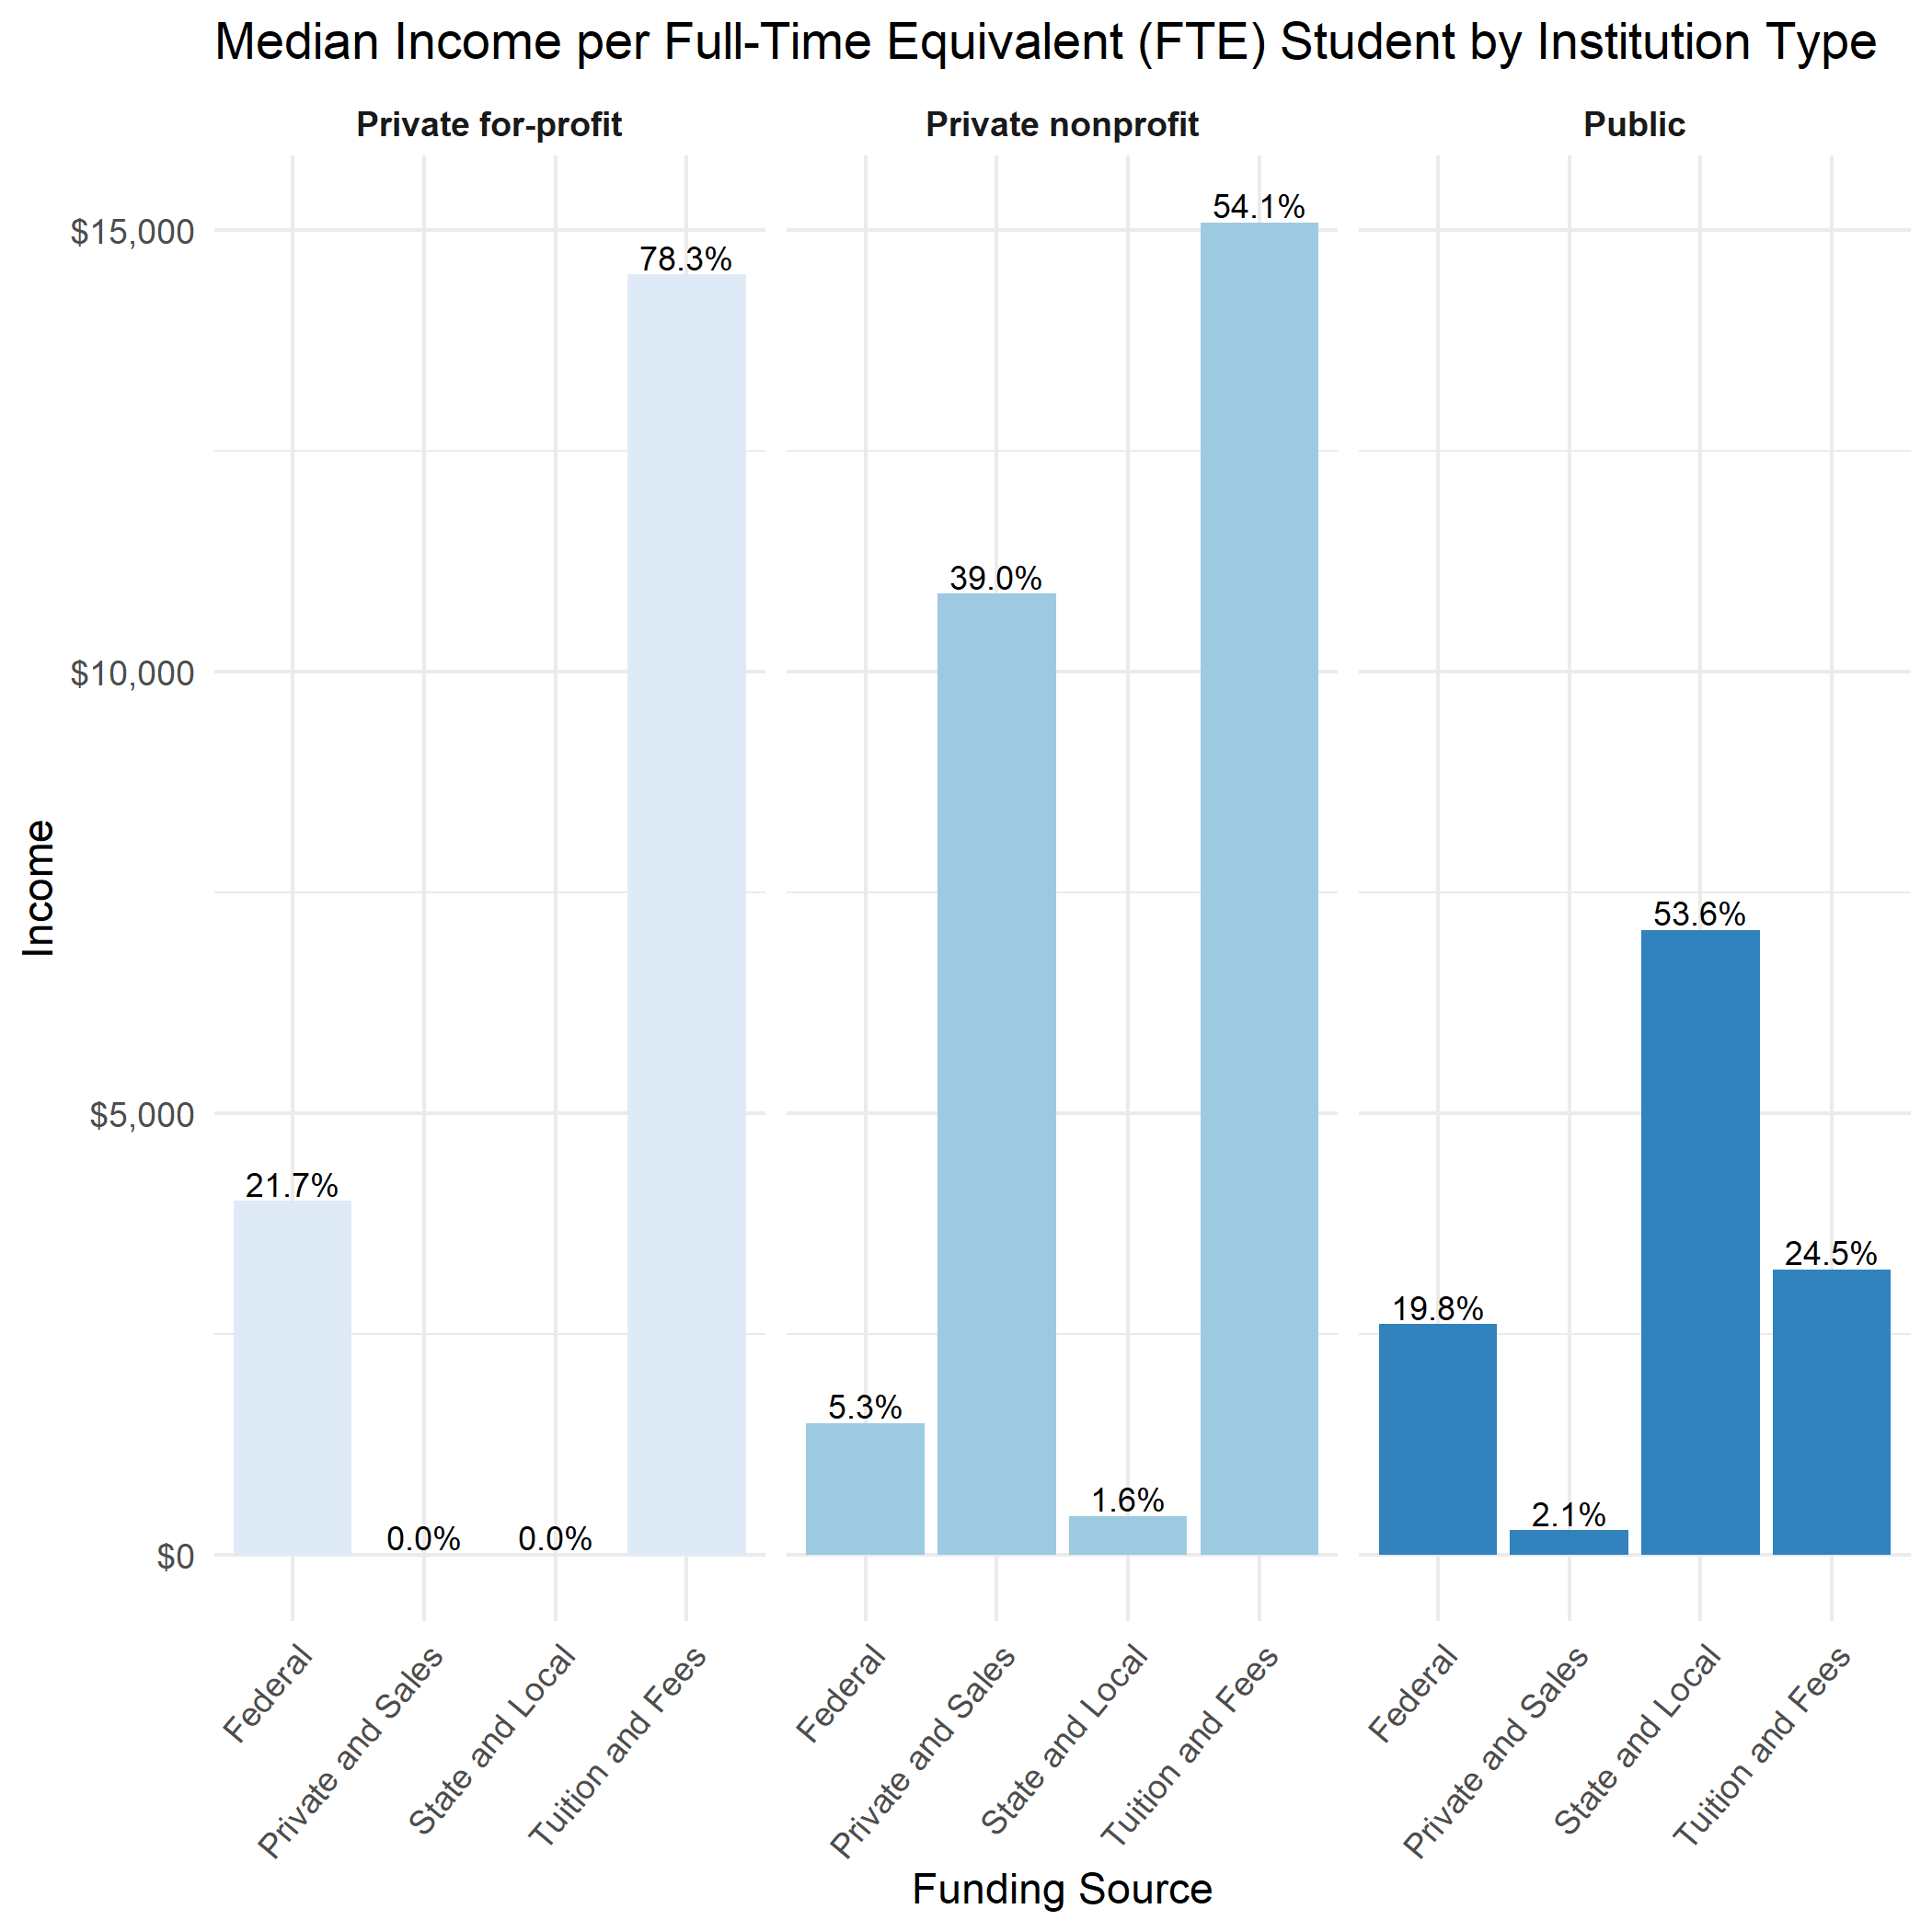 Median Income per Full-Time Equivalent (FTE) Student by Institution Type
Private for-profit
Private nonprofit
Public
Income
$15,000
$10,000
$5,000
$0
21.7%
0.0%
0.0%
78.3%
5.3%
39.0%
1.6%
54.1%
19.8%
2.1%
53.6%
24.5%
Federal
Private and Sales
State and Local
Tuition and Fees
Federal
Private and Sales
State and Local
Tuition and Fees
Federal
Private and Sales
State and Local
Tuition and Fees
Funding Source